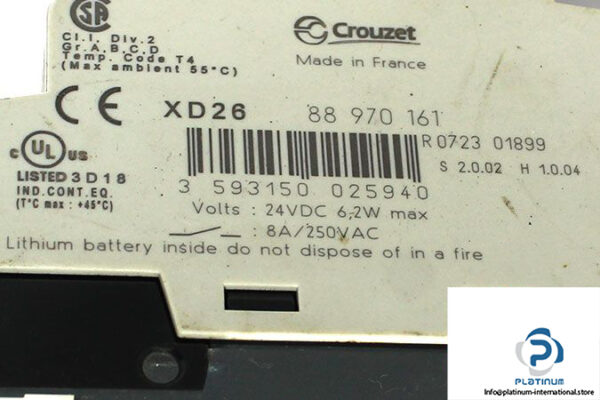 SA
Cl.I. Div.2
Gr.A,B,C,D
Temp. Code T4
(Max ambient 55°C)
Crouzet
Made in France
CE
XD26
88 970 161
R 0723 01899
S 2.0.02 H 1.0.04
c UL US
LISTED 3D18
IND.CONT.EQ.
(T°C max : +45°C)
3 593150 025940
Volts : 24VDC 6,2W max
: 8A/250VAC
Lithium battery inside do not dispose of in a fire
PLATINUM
Info@platinum-international.store